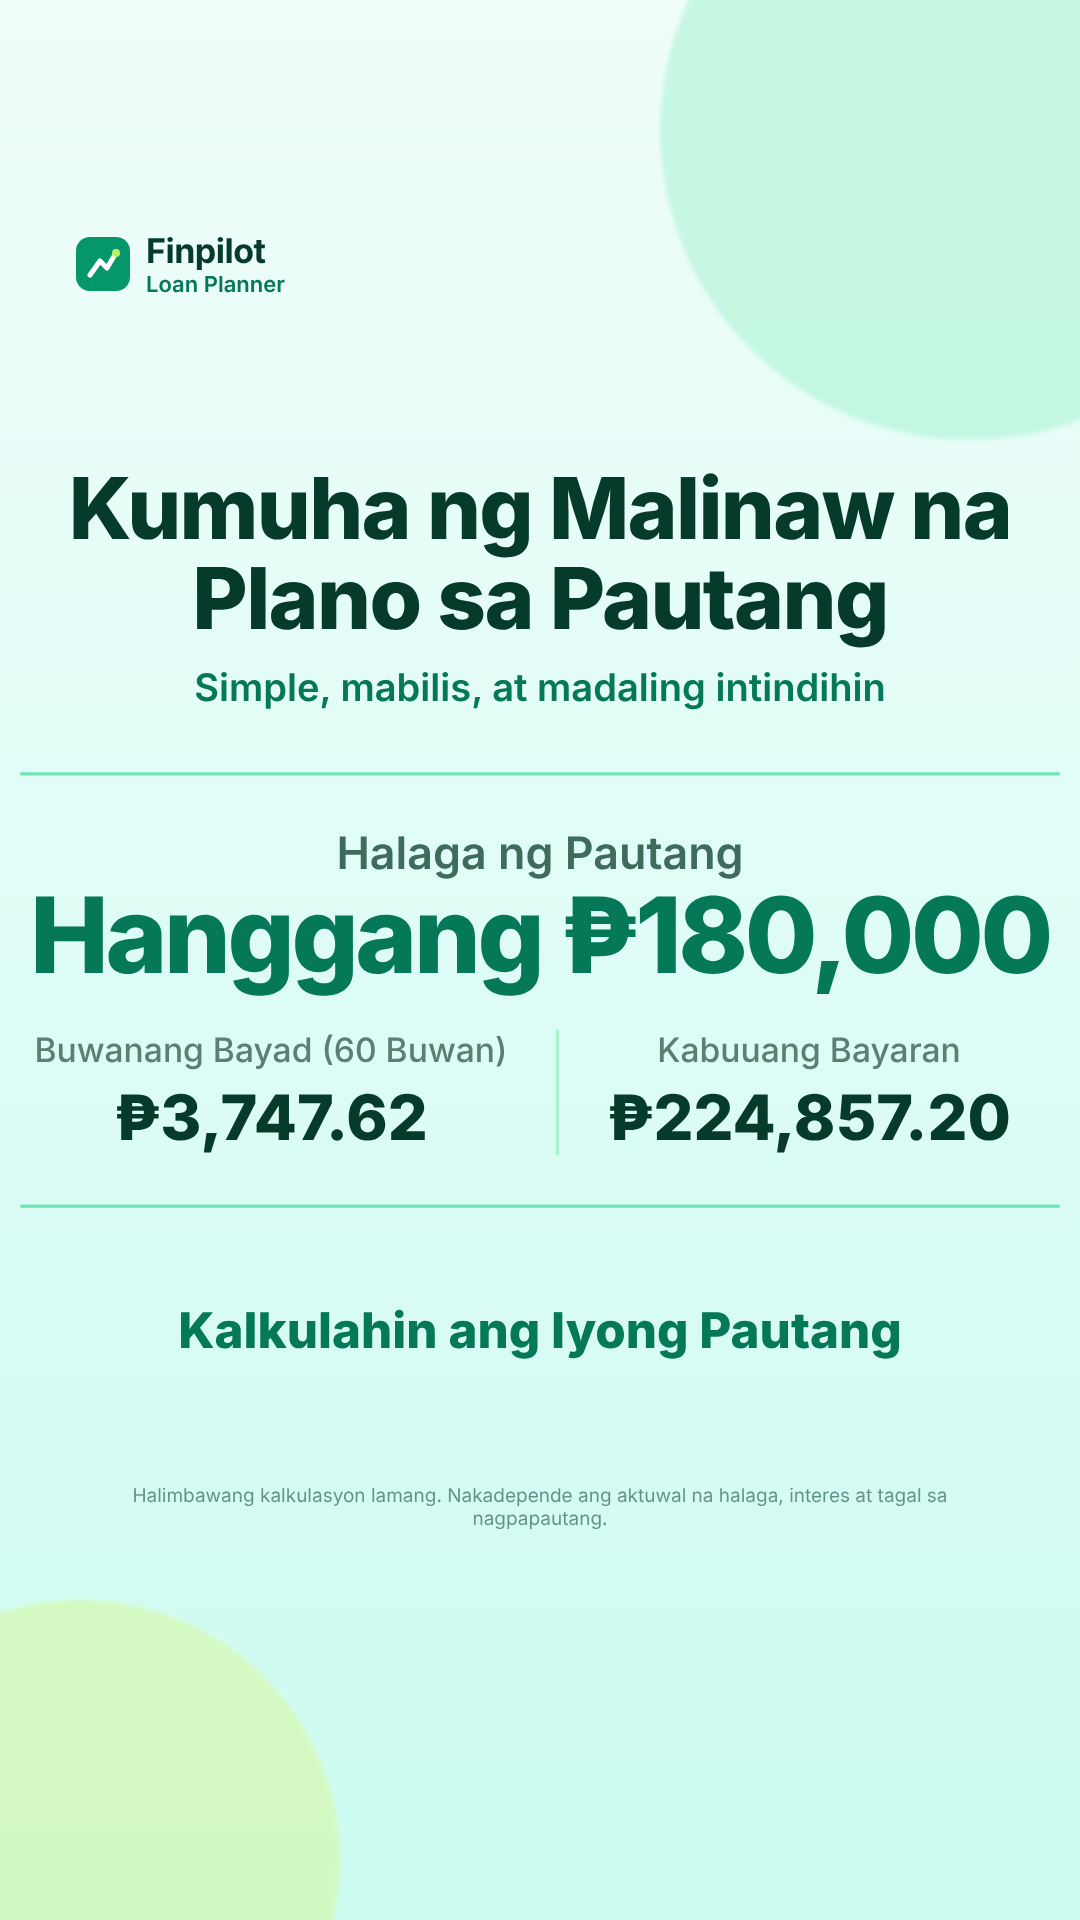 Finpilot
Loan Planner
Kumuha ng Malinaw na
Plano sa Pautang
Simple, mabilis, at madaling intindihin
Halaga ng Pautang
Hanggang ₱180,000
Buwanang Bayad (60 Buwan)
₱3,747.62
Kabuuang Bayaran
₱224,857.20
Kalkulahin ang Iyong Pautang
Halimbawang kalkulasyon lamang. Nakadepende ang aktuwal na halaga, interes at tagal sa
nagpapautang.